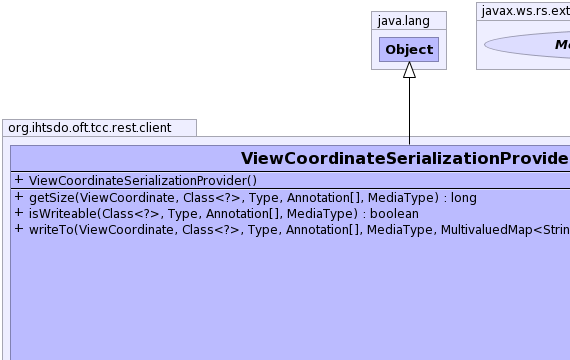 java.lang
javax.ws.rs.ext
Object
org.ihtsdo.oft.tcc.rest.client
ViewCoordinateSerializationProvide
+ ViewCoordinateSerializationProvider()
+ getSize(ViewCoordinate, Class<?>, Type, Annotation[], MediaType) : long
+ isWriteable(Class<?>, Type, Annotation[], MediaType) : boolean
+ writeTo(ViewCoordinate, Class<?>, Type, Annotation[], MediaType, MultivaluedMap<Strin